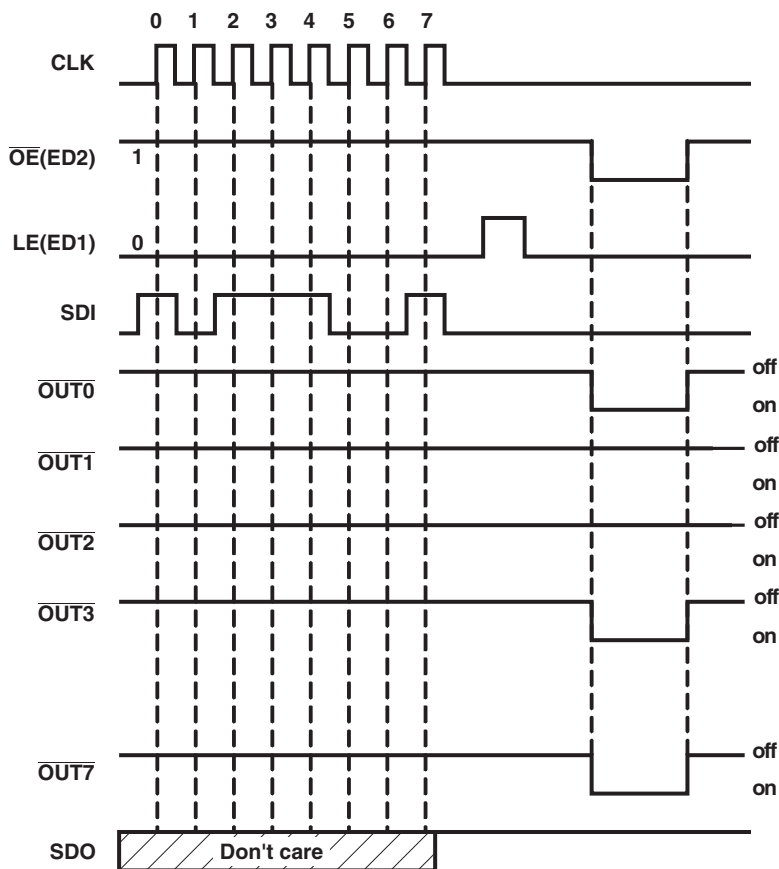 0 1 2 3 4 5 6 7
CLK
OE(ED2)
1
LE(ED1)
0
SDI
OUT0
off
on
OUT1
off
on
OUT2
off
on
OUT3
off
on
OUT7
off
on
SDO
Don't care